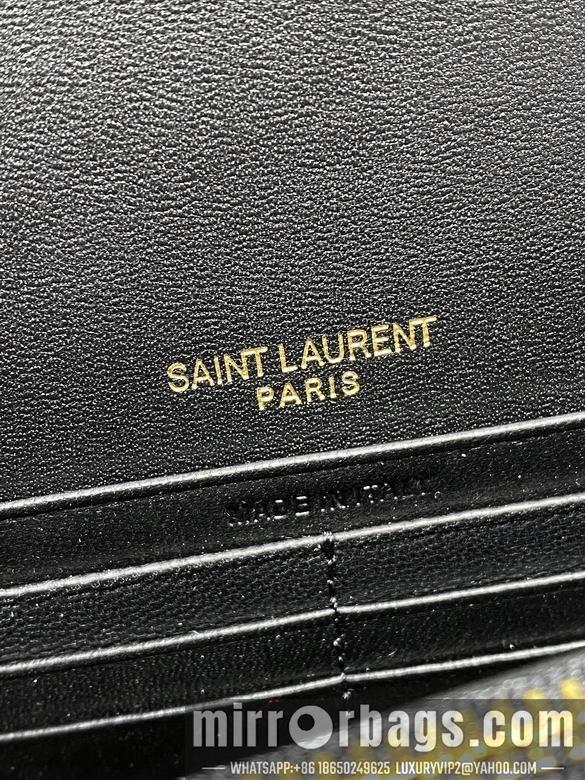 SAINT LAURENT
PARIS
MADE IN ITALY
mirrorbags.com
WHATSAPP:+86 18650249625 LUXURYVIP2@YAHOO.COM